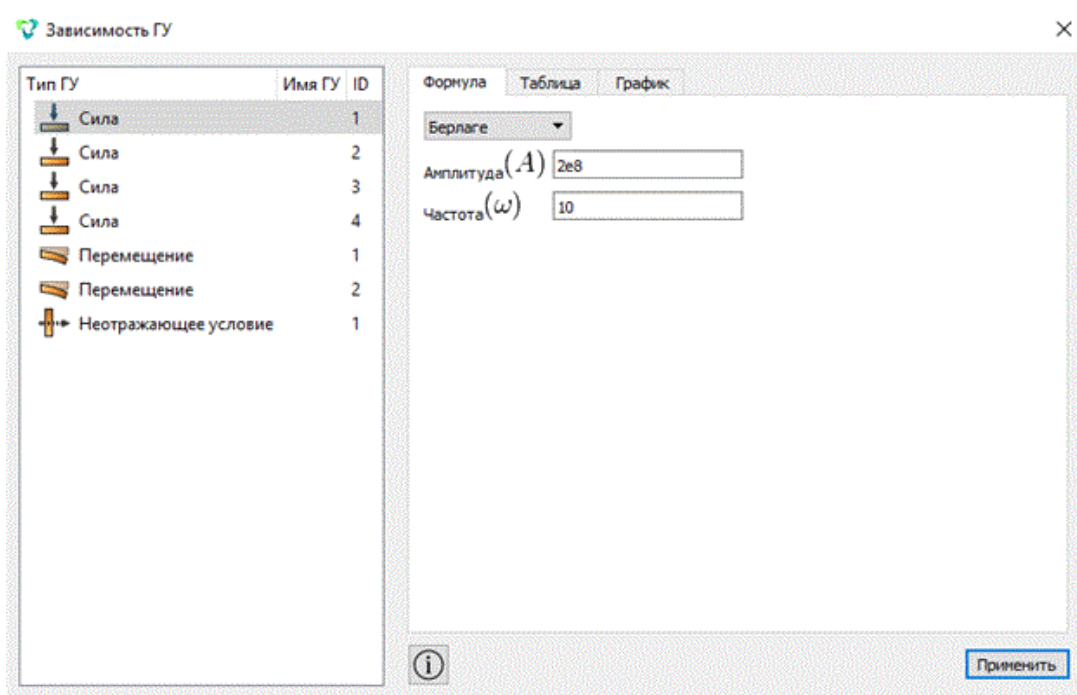 Зависимость ГУ
Тип ГУ Имя ГУ ID
Сила 1
Сила 2
Сила 3
Сила 4
Перемещение 1
Перемещение 2
Неотражающее условие 1
Формула Таблица График
Берлаге
Амплитуда(A) 2e8
Частота(ω) 10
Применить